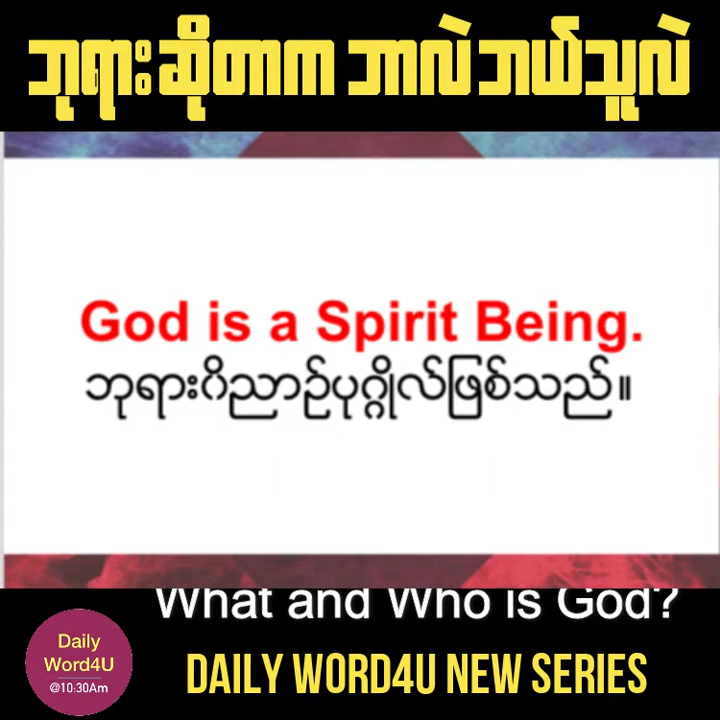 ဘုရား ဆိုတာက ဘာလဲ ဘယ်သူလဲ
God is a Spirit Being.
ဘုရားဝိညာဉ်ပုဂ္ဂိုလ်ဖြစ်သည်။
What and Who is God?
Daily
Word4U
@10:30Am
DAILY WORD4U NEW SERIES